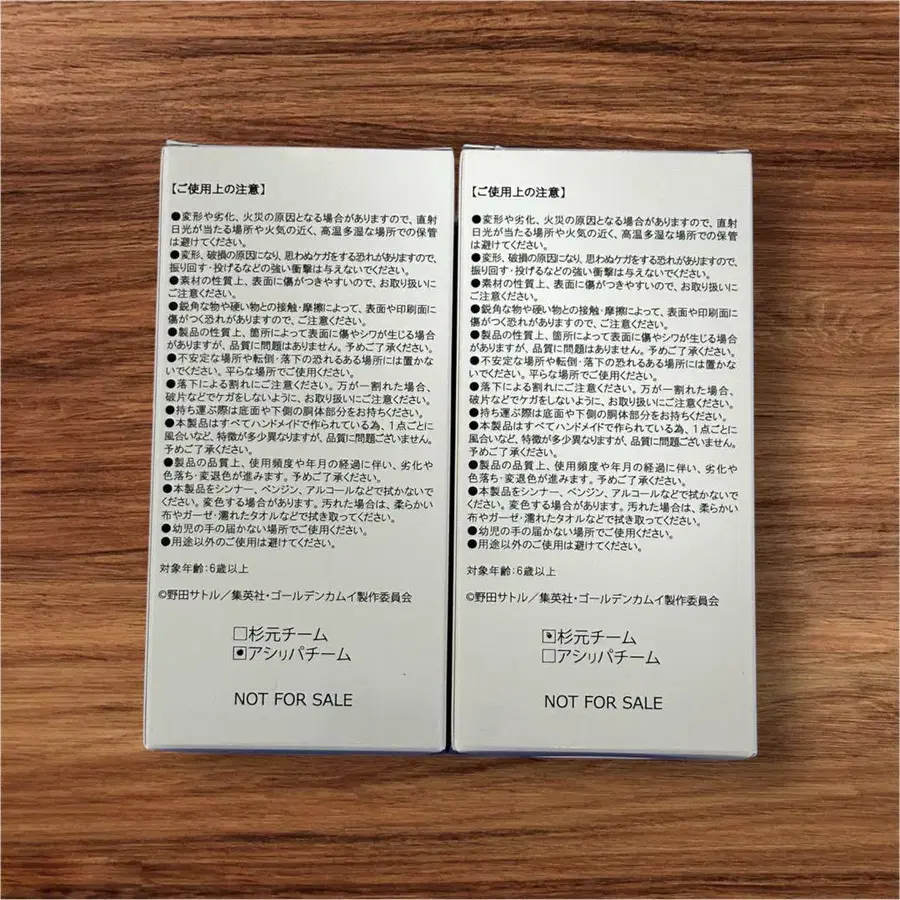 【ご使用上の注意】
●変形や劣化、火災の原因となる場合がありますので、直射
日光が当たる場所や火気の近く、高温多湿な場所での保管
は避けてください。
●変形、破損の原因になり、思わぬケガをする恐れがありますので、
振り回す・投げるなどの強い衝撃は与えないでください。
●素材の性質上、表面に傷がつきやすいので、お取り扱いに
ご注意ください。
●鋭角な物や硬い物との接触・摩擦によって、表面や印刷面に
傷がつく恐れがありますので、ご注意ください。
●製品の性質上、箇所によって表面に傷やシワが生じる場合
がありますが、品質に問題はありません。予めご了承ください。
●不安定な場所や転倒・落下の恐れるある場所には置かな
いでください。平らな場所でご使用ください。
●落下による割れにご注意ください。万が一割れた場合、
破片などでケガをしないように、お取り扱いにご注意ください。
●持ち運ぶ際は底面や下側の胴体部分をお持ちください。
●本製品はすべてハンドメイドで作られている為、1点ごとに
風合いなど、特徴が多少異なりますが、品質に問題ございません。
予めご了承ください。
●製品の品質上、使用頻度や年月の経過に伴い、劣化や
色落ち・変退色が進みます。予めご了承ください。
●本製品をシンナー、ベンジン、アルコールなどで拭かないで
ください。変色する場合があります。汚れた場合は、柔らかい
布やガーゼ・濡れたタオルなどで拭き取ってください。
●幼児の手の届かない場所でご使用ください。
●用途以外のご使用は避けてください。
対象年齢:6歳以上
©野田サトル／集英社・ゴールデンカムイ製作委員会
□杉元チーム
▣アシㇼパチーム
NOT FOR SALE
【ご使用上の注意】
●変形や劣化、火災の原因となる場合がありますので、直射
日光が当たる場所や火気の近く、高温多湿な場所での保管
は避けてください。
●変形、破損の原因になり、思わぬケガをする恐れがありますので、
振り回す・投げるなどの強い衝撃は与えないでください。
●素材の性質上、表面に傷がつきやすいので、お取り扱いに
ご注意ください。
●鋭角な物や硬い物との接触・摩擦によって、表面や印刷面に
傷がつく恐れがありますので、ご注意ください。
●製品の性質上、箇所によって表面に傷やシワが生じる場合
がありますが、品質に問題はありません。予めご了承ください。
●不安定な場所や転倒・落下の恐れるある場所には置かな
いでください。平らな場所でご使用ください。
●落下による割れにご注意ください。万が一割れた場合、
破片などでケガをしないように、お取り扱いにご注意ください。
●持ち運ぶ際は底面や下側の胴体部分をお持ちください。
●本製品はすべてハンドメイドで作られている為、1点ごとに
風合いなど、特徴が多少異なりますが、品質に問題ございません。
予めご了承ください。
●製品の品質上、使用頻度や年月の経過に伴い、劣化や
色落ち・変退色が進みます。予めご了承ください。
●本製品をシンナー、ベンジン、アルコールなどで拭かないで
ください。変色する場合があります。汚れた場合は、柔らかい
布やガーゼ・濡れたタオルなどで拭き取ってください。
●幼児の手の届かない場所でご使用ください。
●用途以外のご使用は避けてください。
対象年齢:6歳以上
©野田サトル／集英社・ゴールデンカムイ製作委員会
▣杉元チーム
□アシㇼパチーム
NOT FOR SALE